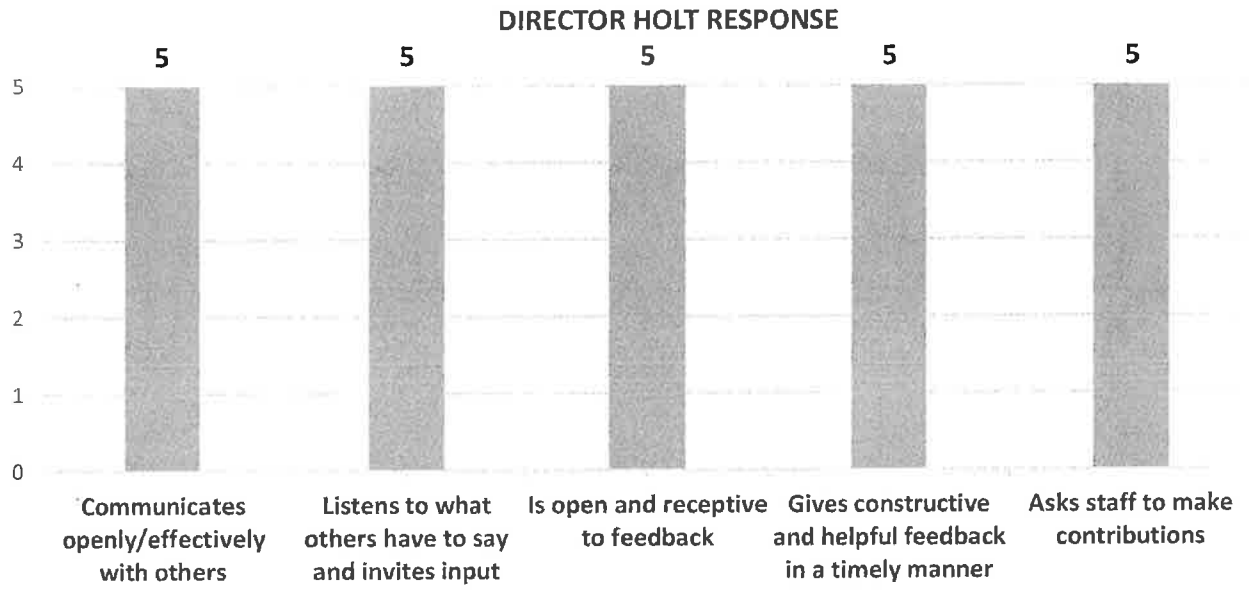 DIRECTOR HOLT RESPONSE
5 5 5 5 5
5
4
3
2
1
0
Communicates
openly/effectively
with others
Listens to what
others have to say
and invites input
Is open and receptive
to feedback
Gives constructive
and helpful feedback
in a timely manner
Asks staff to make
contributions